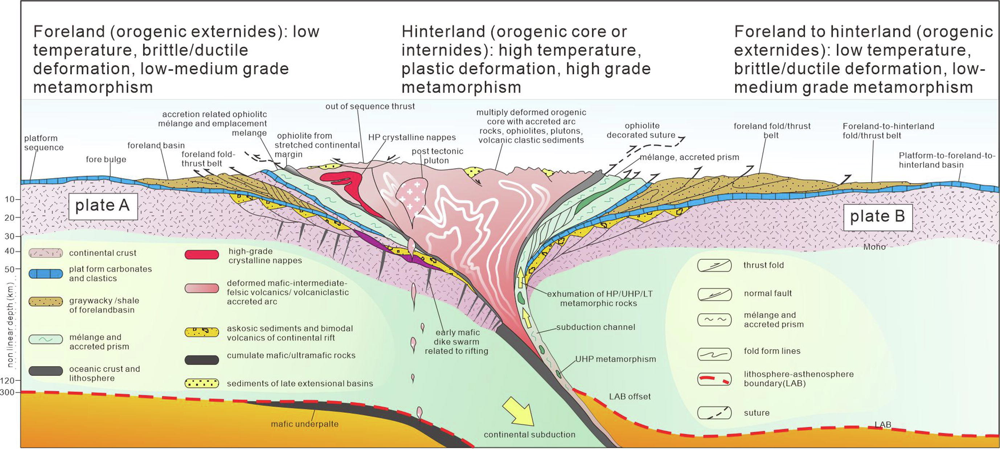 Foreland (orogenic externides): low
temperature, brittle/ductile
deformation, low-medium grade
metamorphism
Hinterland (orogenic core or
internides): high temperature,
plastic deformation, high grade
metamorphism
Foreland to hinterland (orogenic
externides): low temperature,
brittle/ductile deformation, low-
medium grade metamorphism
platform
sequence
fore bulge
foreland basin
accretion related ophiolitc
mélange and emplacement
melange
foreland fold-
thrust belt
ophiolite from
stretched continental
margin
out of sequence thrust
HP crystalline nappes
post tectonic
pluton
multiply deformed orogenic
core with accreted arc
rocks, ophiolites, plutons,
volcanic clastic sediments
ophiolite
decorated suture
mélange, accreted prism
foreland fold/thrust
belt
Foreland-to-hinterland
fold/thrust belt
Platform-to-foreland-to-
hinterland basin
plate A
plate B
Moho
10
20
30
40
50
120
300
non linear depth (km)
continental crust
plat form carbonates
and clastics
graywacky /shale
of forelandbasin
mélange and
accreted prism
oceanic crust and
lithosphere
high-grade
crystalline nappes
deformed mafic-intermediate-
felsic volcanics/ volcaniclastic
accreted arc
askosic sediments and bimodal
volcanics of continental rift
cumulate mafic/ultramafic rocks
sediments of late extensional basins
early mafic
dike swarm
related to rifting
exhumation of HP/UHP/LT
metamorphic rocks
subduction channel
UHP metamorphism
LAB offset
thrust fold
normal fault
mélange and
accreted prism
fold form lines
lithosphere-asthenosphere
boundary(LAB)
suture
LAB
mafic underpalte
continental subduction